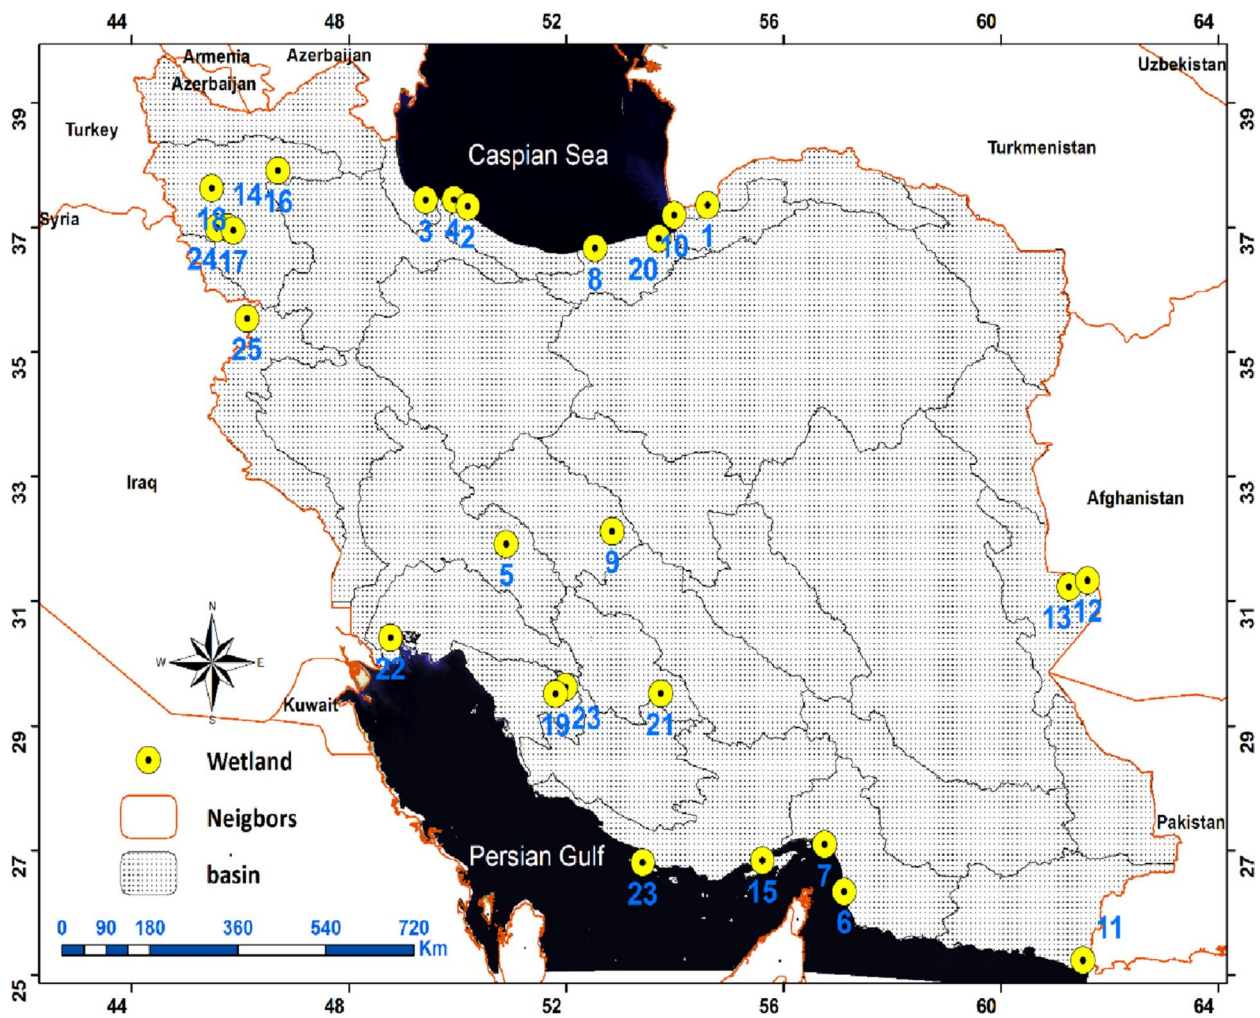 44 48 52 56 60 64
Armenia
Azerbaijan
Azerbaijan
Uzbekistan
39
39
Turkey
Caspian Sea
Turkmenistan
14
16
18
3
4
2
1
Syria
37
37
24
17
8
20
10
25
35
35
33
33
Iraq
Afghanistan
5
9
31
31
13
12
N
W
E
S
22
Kuwait
19
23
21
29
29
Wetland
Neigbors
Pakistan
basin
Persian Gulf
27
27
23
15
7
6
11
0 90 180 360 540 720
Km
25
25
44 48 52 56 60 64